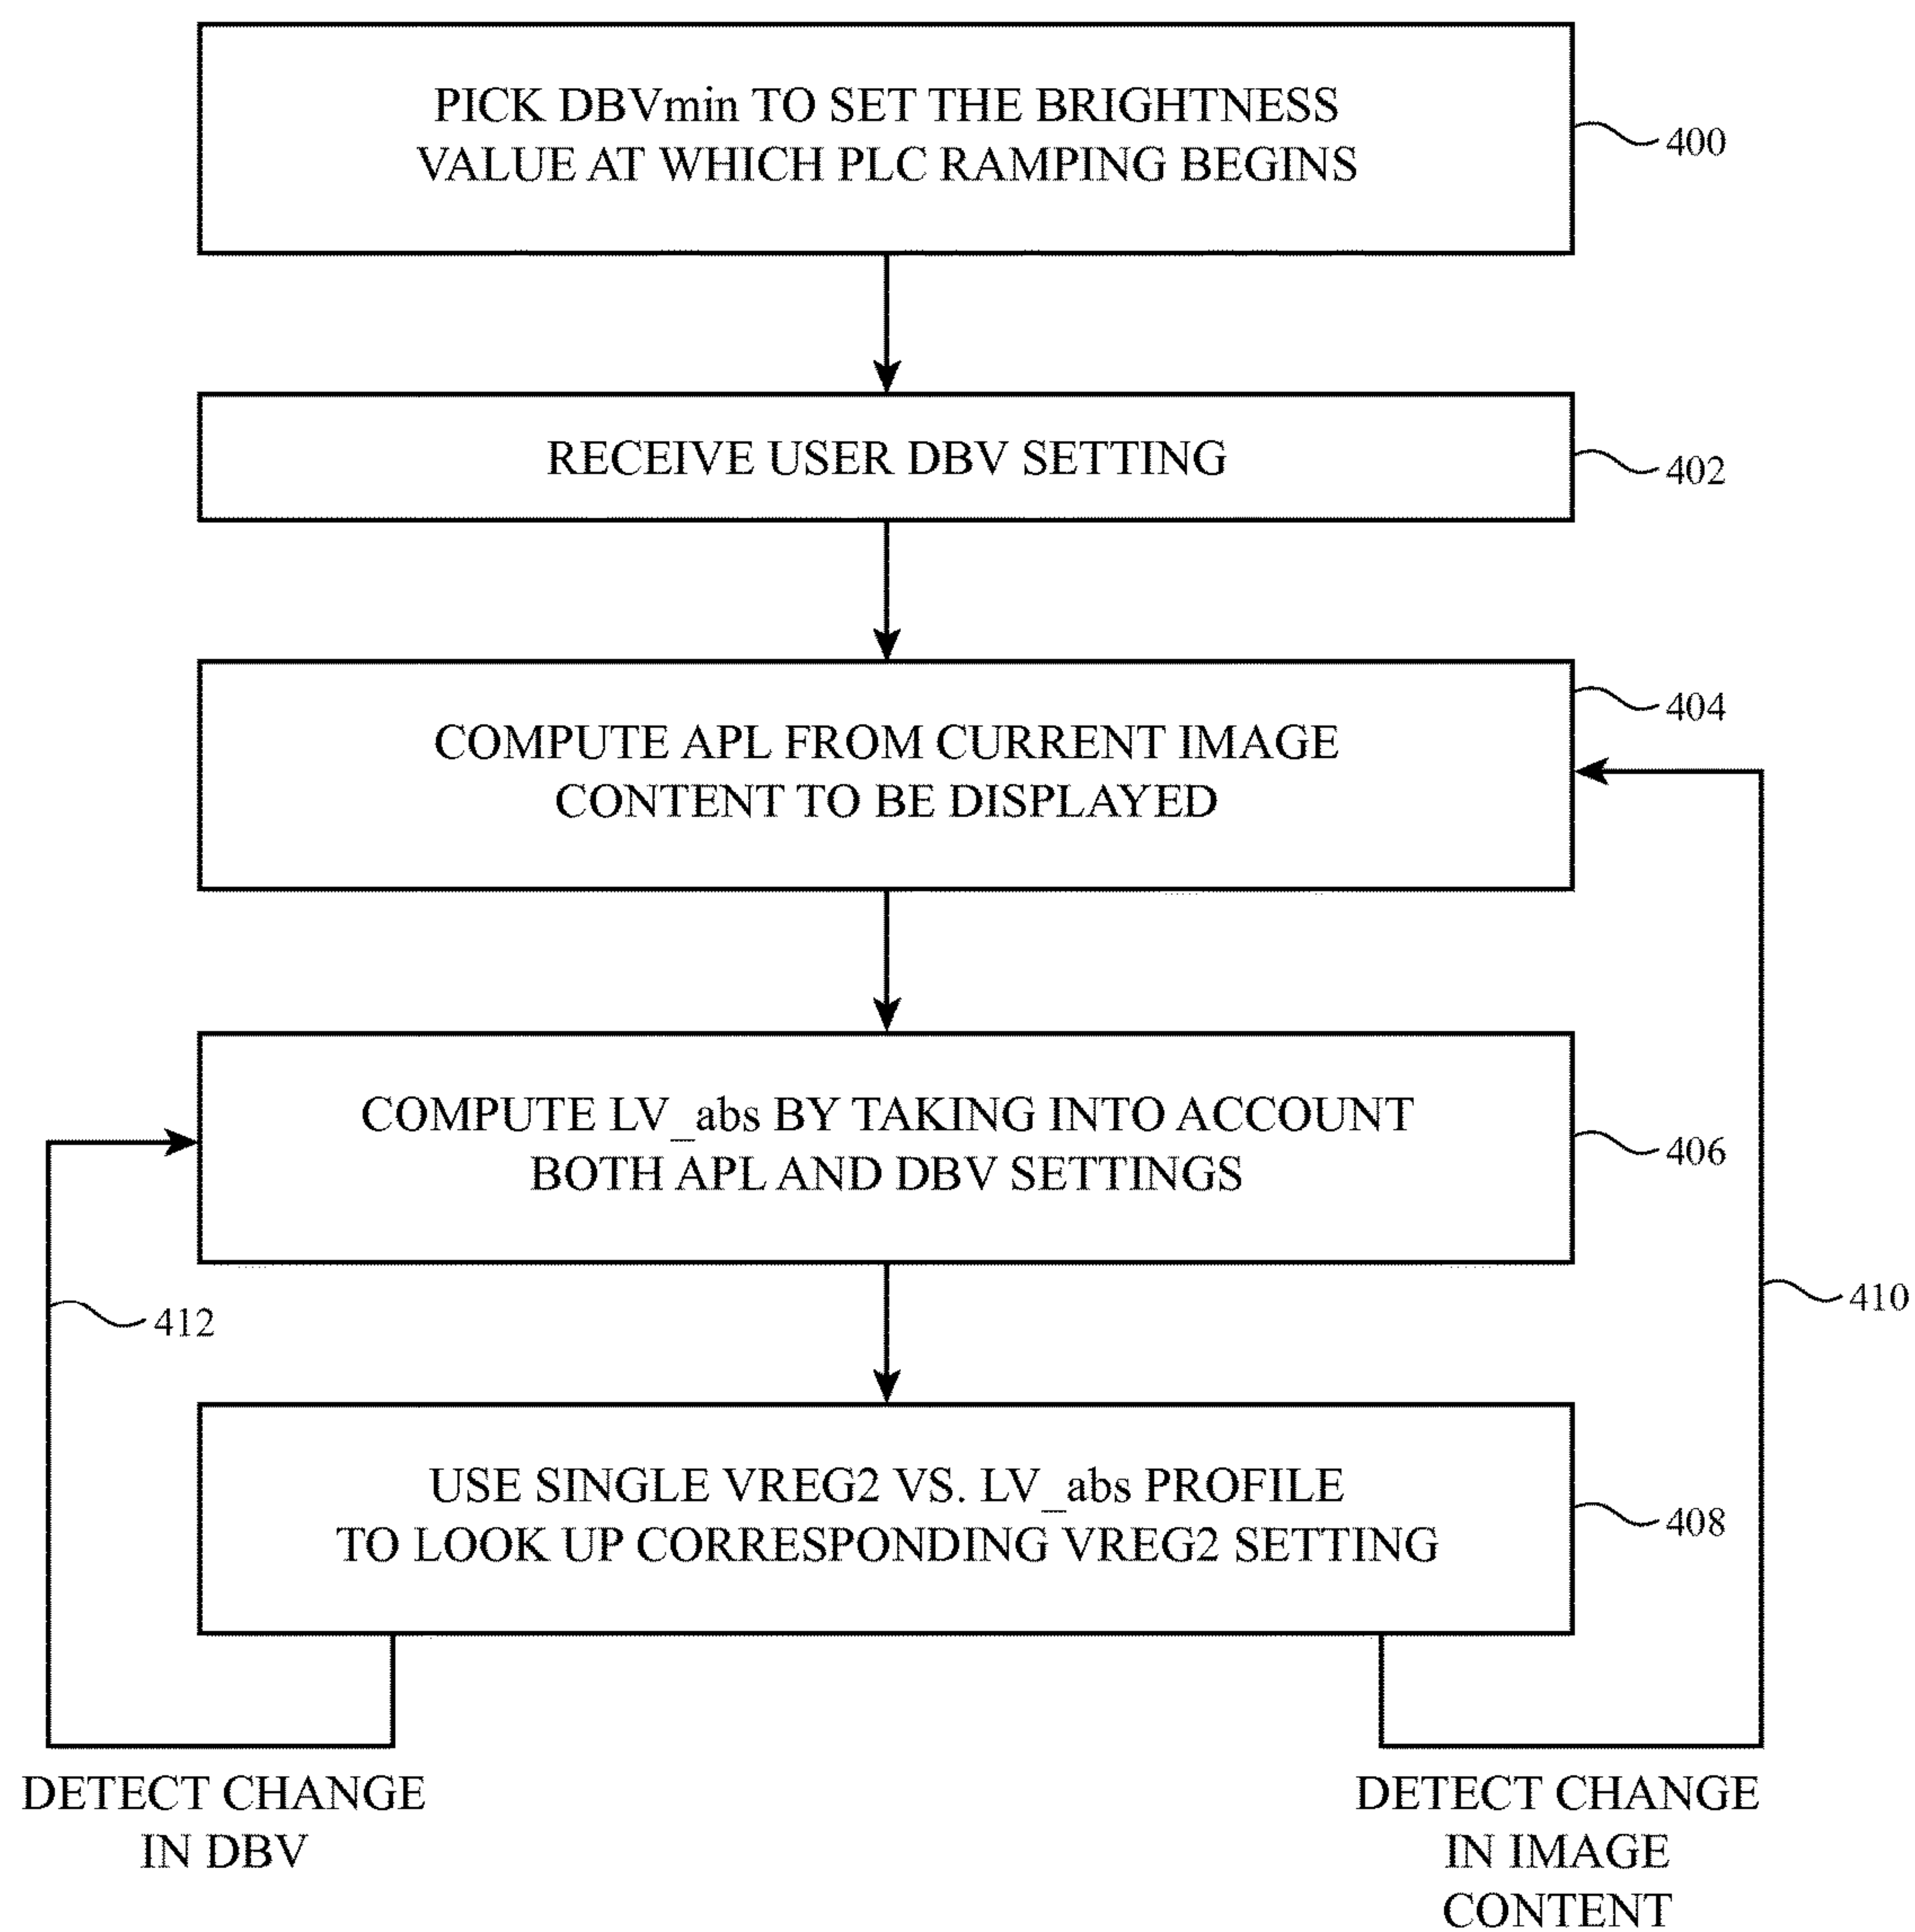 PICK DBVmin TO SET THE BRIGHTNESS
VALUE AT WHICH PLC RAMPING BEGINS
400
RECEIVE USER DBV SETTING
402
404
COMPUTE APL FROM CURRENT IMAGE
CONTENT TO BE DISPLAYED
COMPUTE LV_abs BY TAKING INTO ACCOUNT
BOTH APL AND DBV SETTINGS
406
412
410
USE SINGLE VREG2 VS. LV_abs PROFILE
TO LOOK UP CORRESPONDING VREG2 SETTING
408
DETECT CHANGE
IN DBV
DETECT CHANGE
IN IMAGE
CONTENT